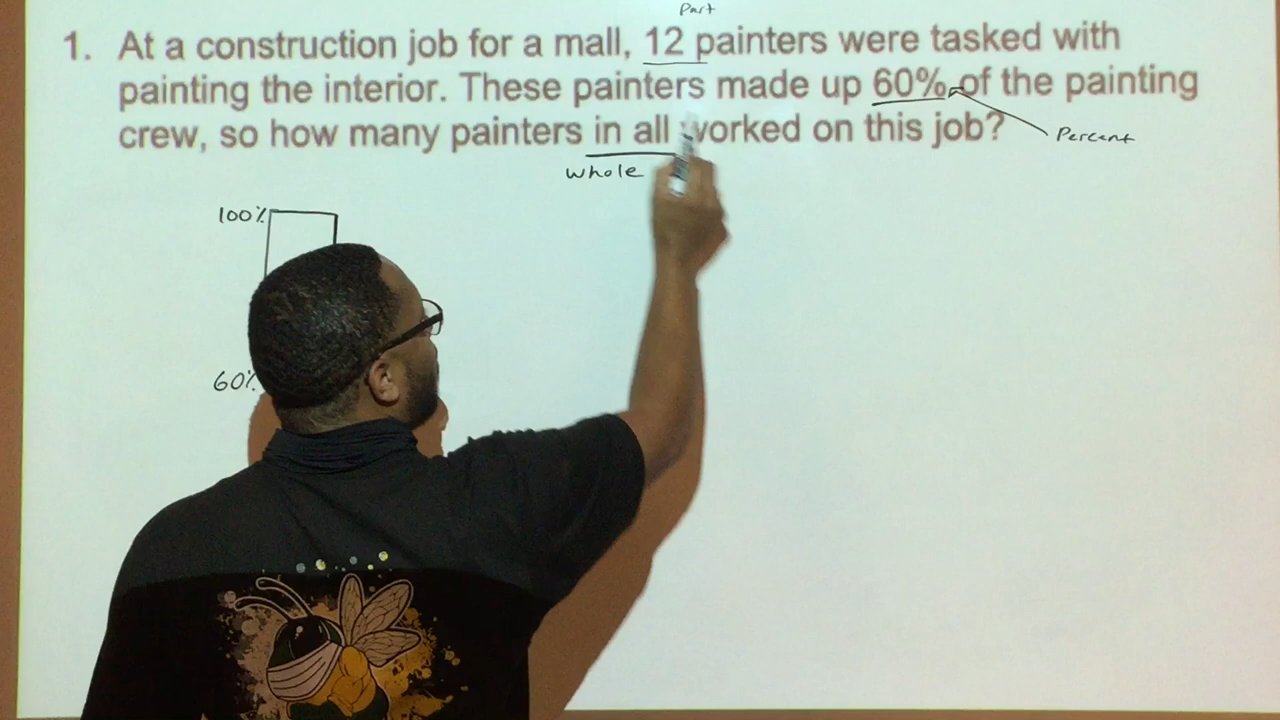 Part
1. At a construction job for a mall, 12 painters were tasked with
painting the interior. These painters made up 60% of the painting
crew, so how many painters in all worked on this job?
Percent
whole
100%
60%